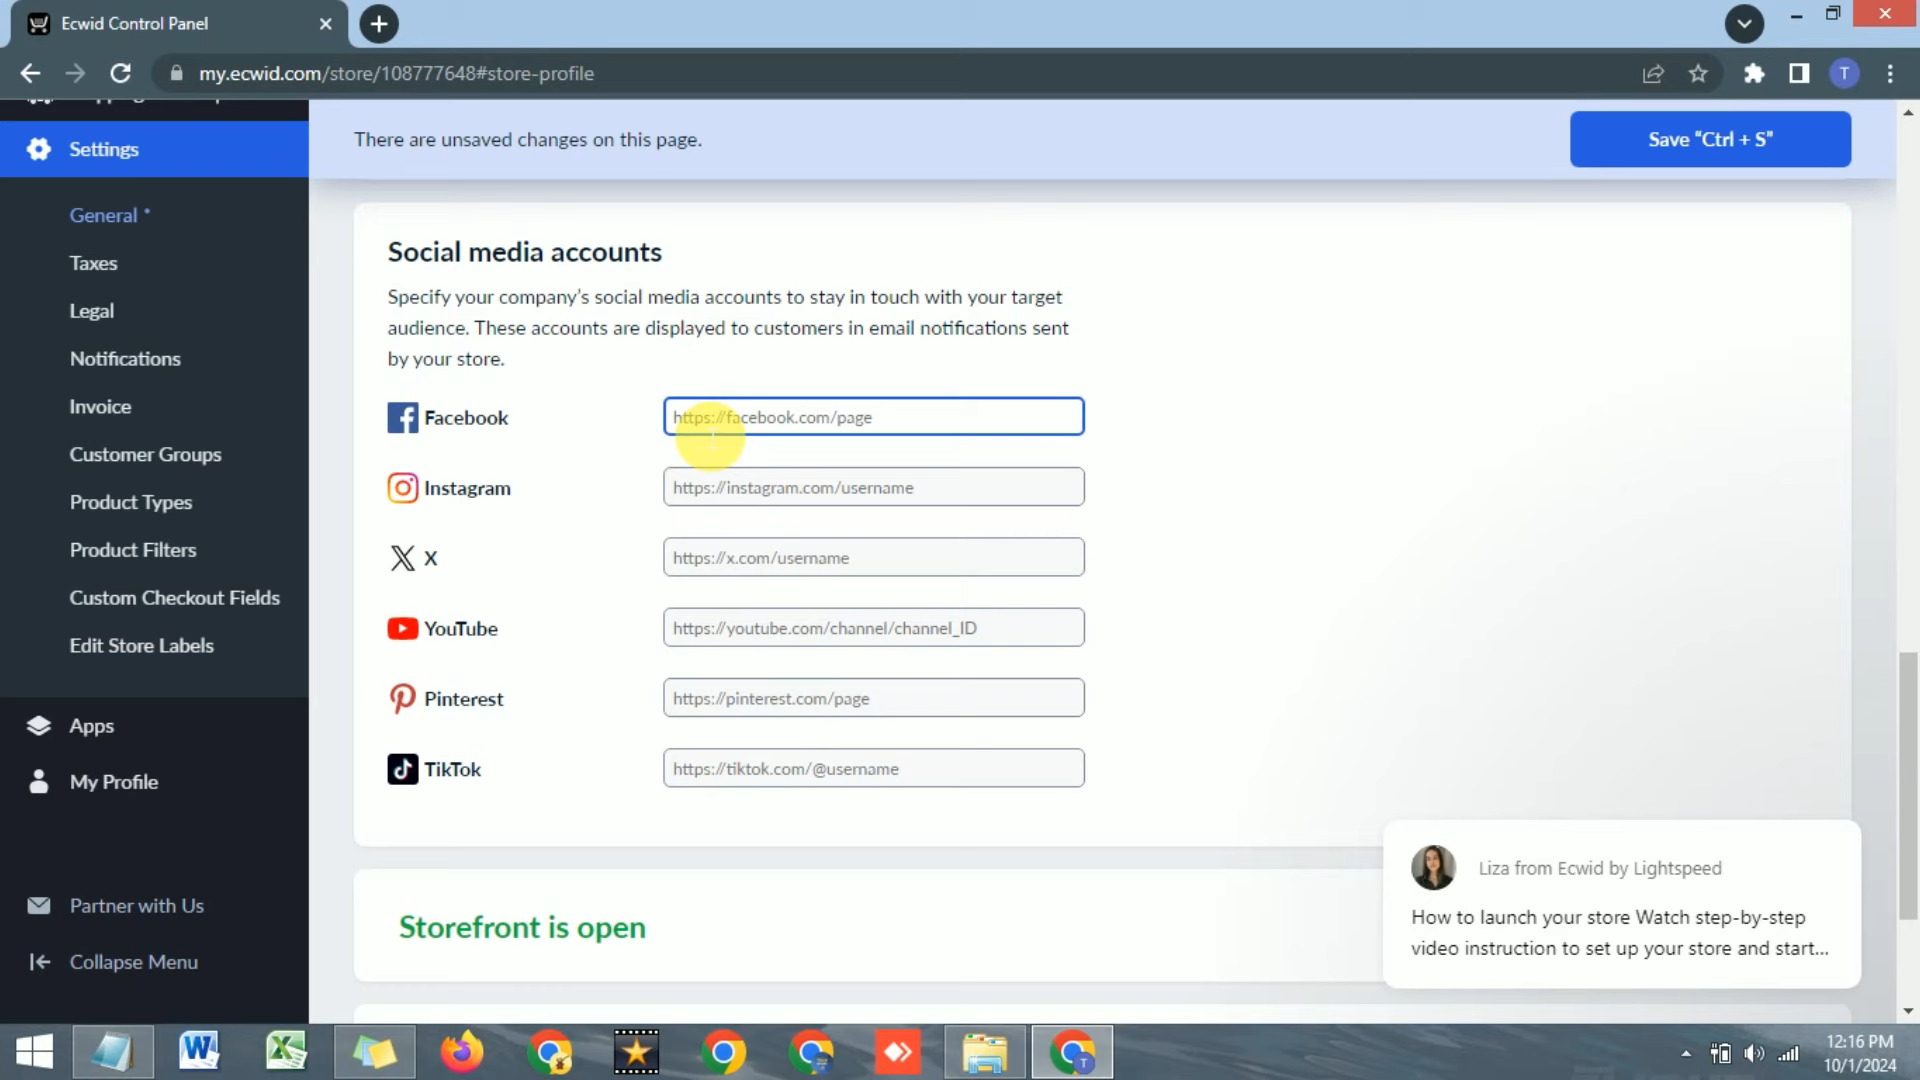 Ecwid Control Panel
my.ecwid.com/store/108777648#store-profile
T
Settings
General *
Taxes
Legal
Notifications
Invoice
Customer Groups
Product Types
Product Filters
Custom Checkout Fields
Edit Store Labels
Apps
My Profile
Partner with Us
Collapse Menu
There are unsaved changes on this page.
Save “Ctrl + S”
Social media accounts
Specify your company’s social media accounts to stay in touch with your target
audience. These accounts are displayed to customers in email notifications sent
by your store.
Facebook
https://facebook.com/page
Instagram
https://instagram.com/username
X
https://x.com/username
YouTube
https://youtube.com/channel/channel_ID
Pinterest
https://pinterest.com/page
TikTok
https://tiktok.com/@username
Storefront is open
Liza from Ecwid by Lightspeed
How to launch your store Watch step-by-step
video instruction to set up your store and start...
12:16 PM
10/1/2024